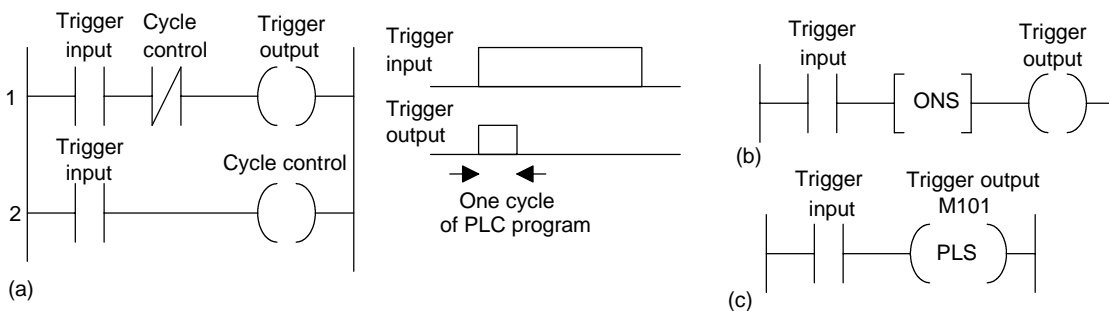 Trigger
input
Cycle
control
Trigger
output
1
Trigger
input
Cycle control
2
(a)
Trigger
input
Trigger
output
One cycle
of PLC program
Trigger
input
Trigger
output
ONS
(b)
Trigger
input
Trigger output
M101
PLS
(c)